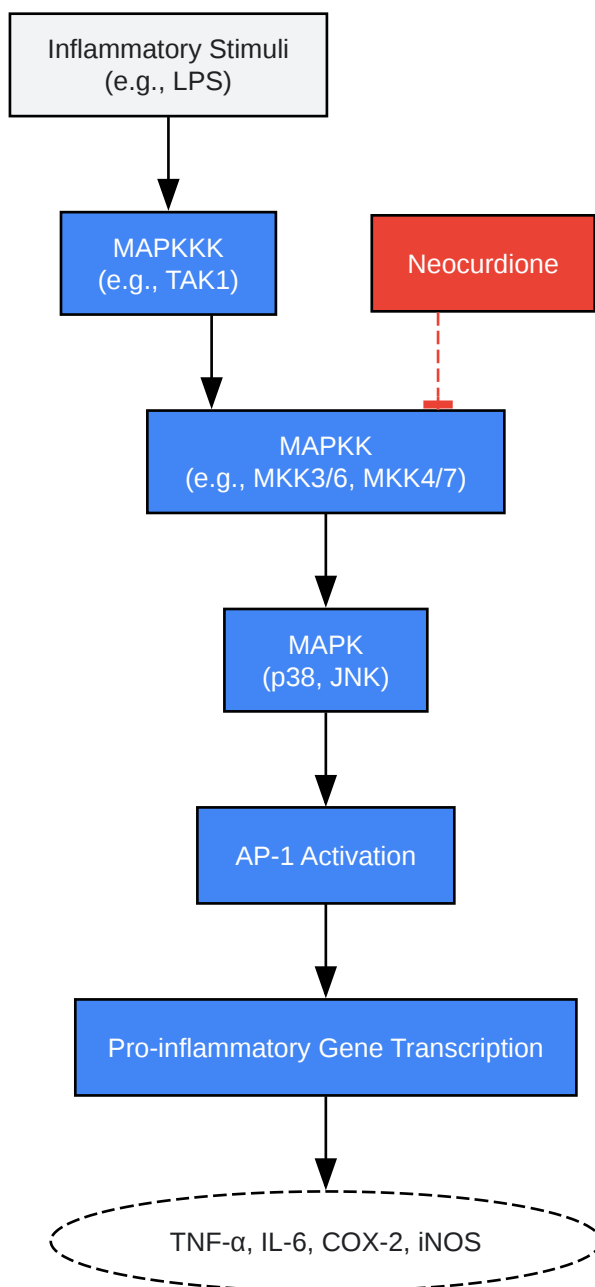 Inflammatory Stimuli
(e.g., LPS)
MAPKKK
(e.g., TAK1)
Neocurdione
MAPKK
(e.g., MKK3/6, MKK4/7)
MAPK
(p38, JNK)
AP-1 Activation
Pro-inflammatory Gene Transcription
TNF-α, IL-6, COX-2, iNOS